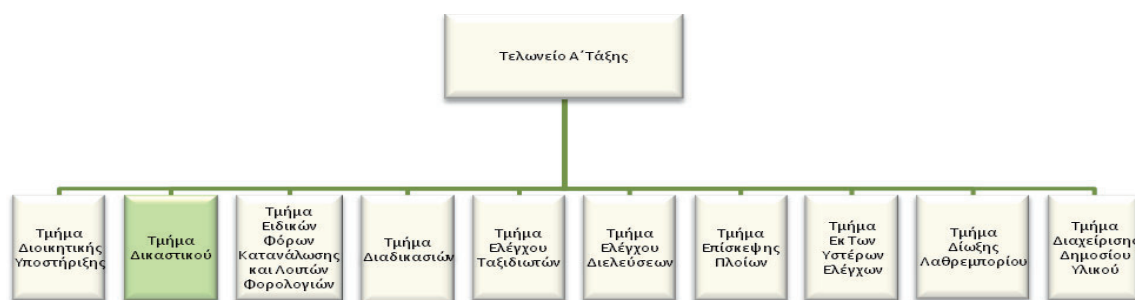 Τελωνείο Α΄Τάξης
Τμήμα
Διοικητικής
Υποστήριξης
Τμήμα
Δικαστικού
Τμήμα
Ειδικών
Φόρων
Κατανάλωσης
και Λοιπών
Φορολογιών
Τμήμα
Διαδικασιών
Τμήμα
Ελέγχου
Ταξιδιωτών
Τμήμα
Ελέγχου
Διελεύσεων
Τμήμα
Επίσκεψης
Πλοίων
Τμήμα
Εκ Των
Υστέρων
Ελέγχων
Τμήμα
Δίωξης
Λαθρεμπορίου
Τμήμα
Διαχείρισης
Δημοσίου
Υλικού